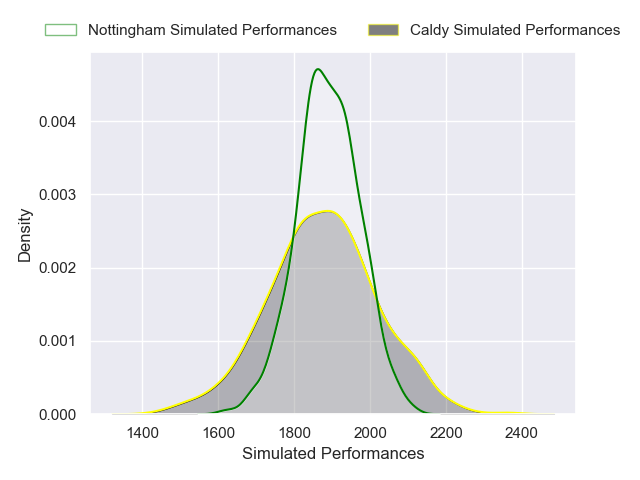 Nottingham Simulated Performances
Caldy Simulated Performances
0.004
0.003
0.002
0.001
0.000
Density
1400 1600 1800 2000 2200 2400
Simulated Performances